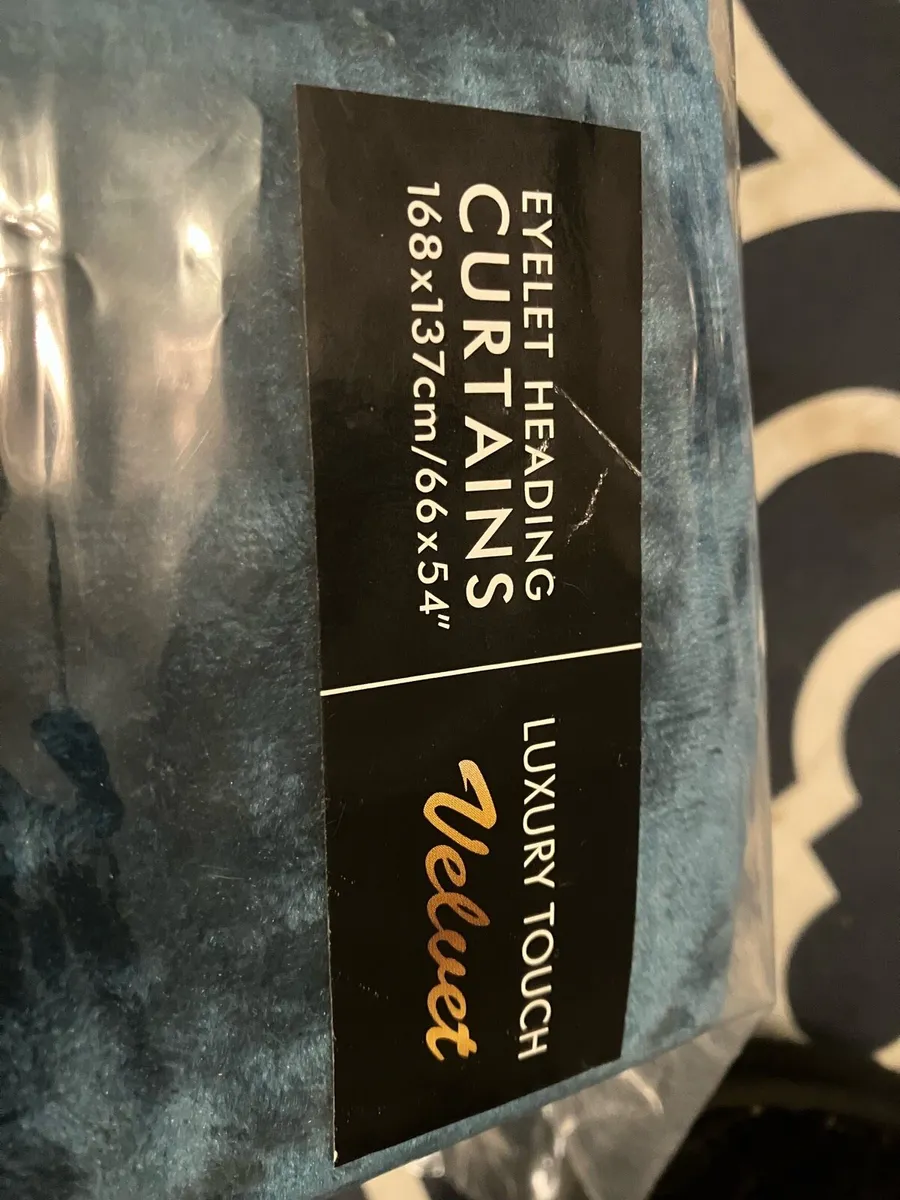 EYELET HEADING
CURTAINS
168x137cm/66x54"
LUXURY TOUCH
Velvet